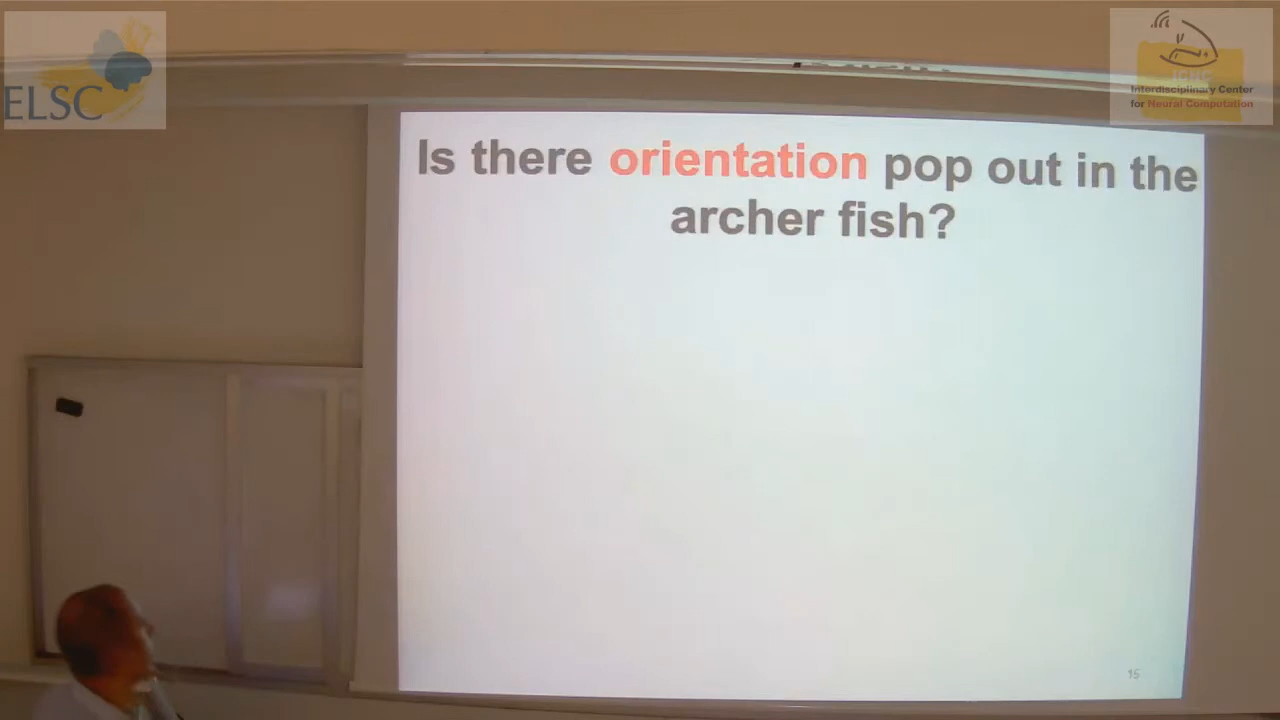 ELSC
Interdisciplinary Center
for Neural Computation
Is there orientation pop out in the
archer fish?
15